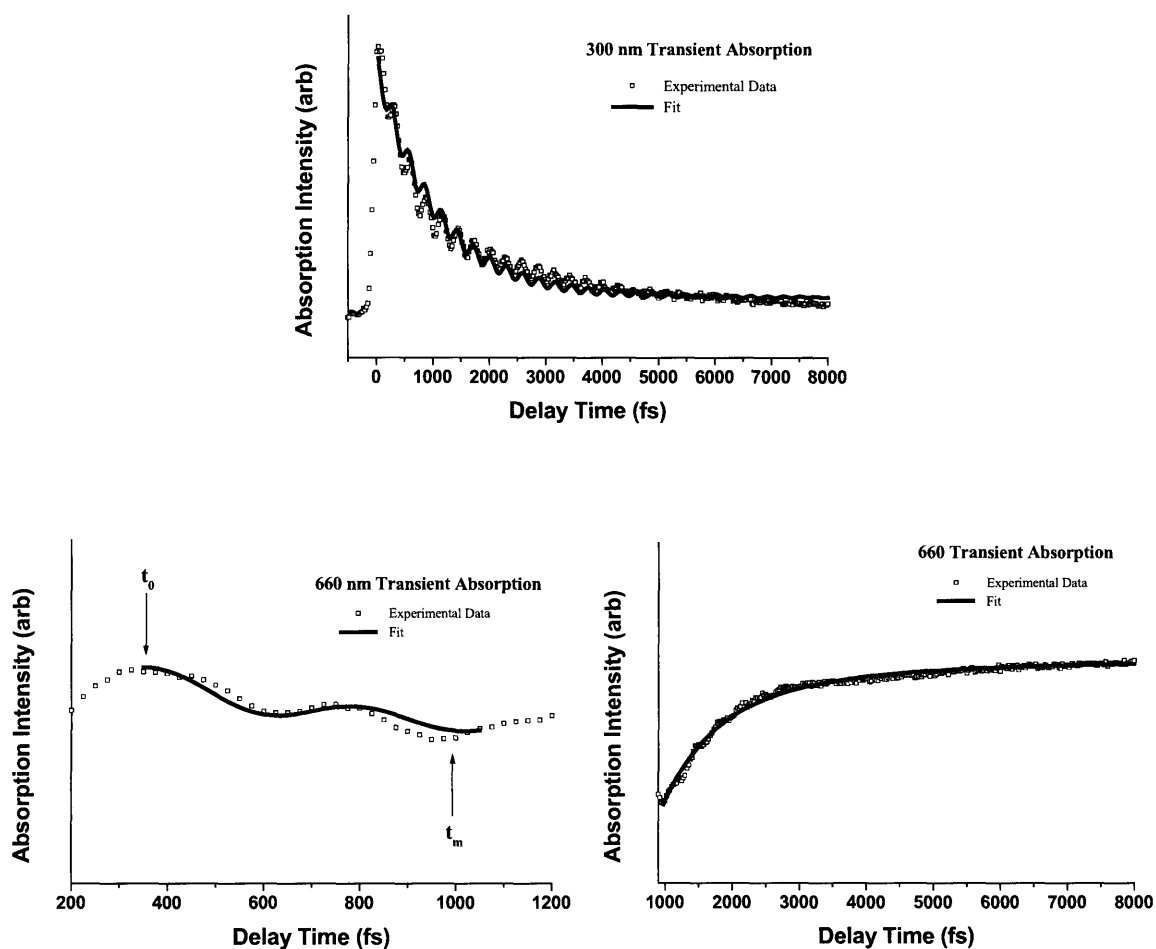 300 nm Transient Absorption
Experimental Data
Fit
Absorption Intensity (arb)
0 1000 2000 3000 4000 5000 6000 7000 8000
Delay Time (fs)
t0
660 nm Transient Absorption
Experimental Data
Fit
Absorption Intensity (arb)
tm
200 400 600 800 1000 1200
Delay Time (fs)
660 Transient Absorption
Experimental Data
Fit
Absorption Intensity (arb)
1000 2000 3000 4000 5000 6000 7000 8000
Delay Time (fs)